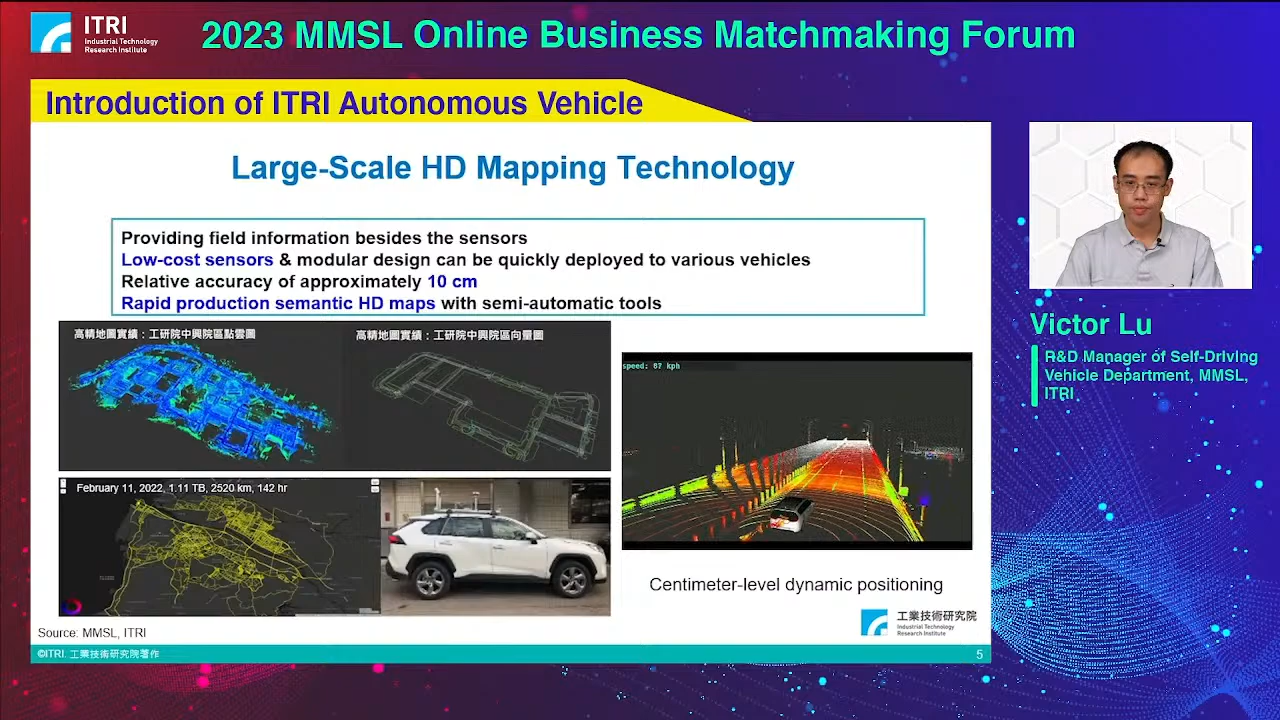 ITRI
Industrial Technology
Research Institute
2023 MMSL Online Business Matchmaking Forum
Introduction of ITRI Autonomous Vehicle
Large-Scale HD Mapping Technology
Providing field information besides the sensors
Low-cost sensors & modular design can be quickly deployed to various vehicles
Relative accuracy of approximately 10 cm
Rapid production semantic HD maps with semi-automatic tools
高精地圖實績：工研院中興院區點雲圖
高精地圖實績：工研院中興院區向量圖
speed: 87 kph
February 11, 2022, 1.11 TB, 2520 km, 142 hr
Centimeter-level dynamic positioning
工業技術研究院
Industrial Technology
Research Institute
Source: MMSL, ITRI
©ITRI. 工業技術研究院著作
5
Victor Lu
R&D Manager of Self-Driving
Vehicle Department, MMSL,
ITRI